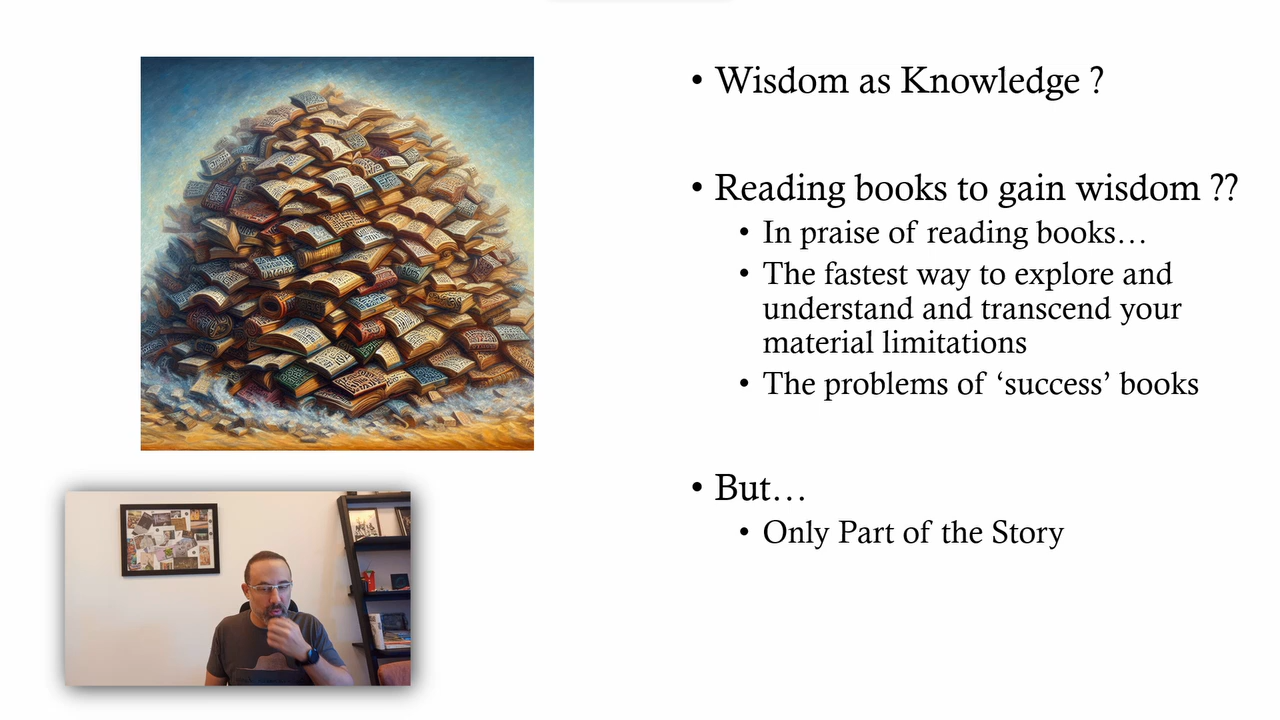 • Wisdom as Knowledge ?
• Reading books to gain wisdom ??
• In praise of reading books…
• The fastest way to explore and
understand and transcend your
material limitations
• The problems of ‘success’ books
• But…
• Only Part of the Story